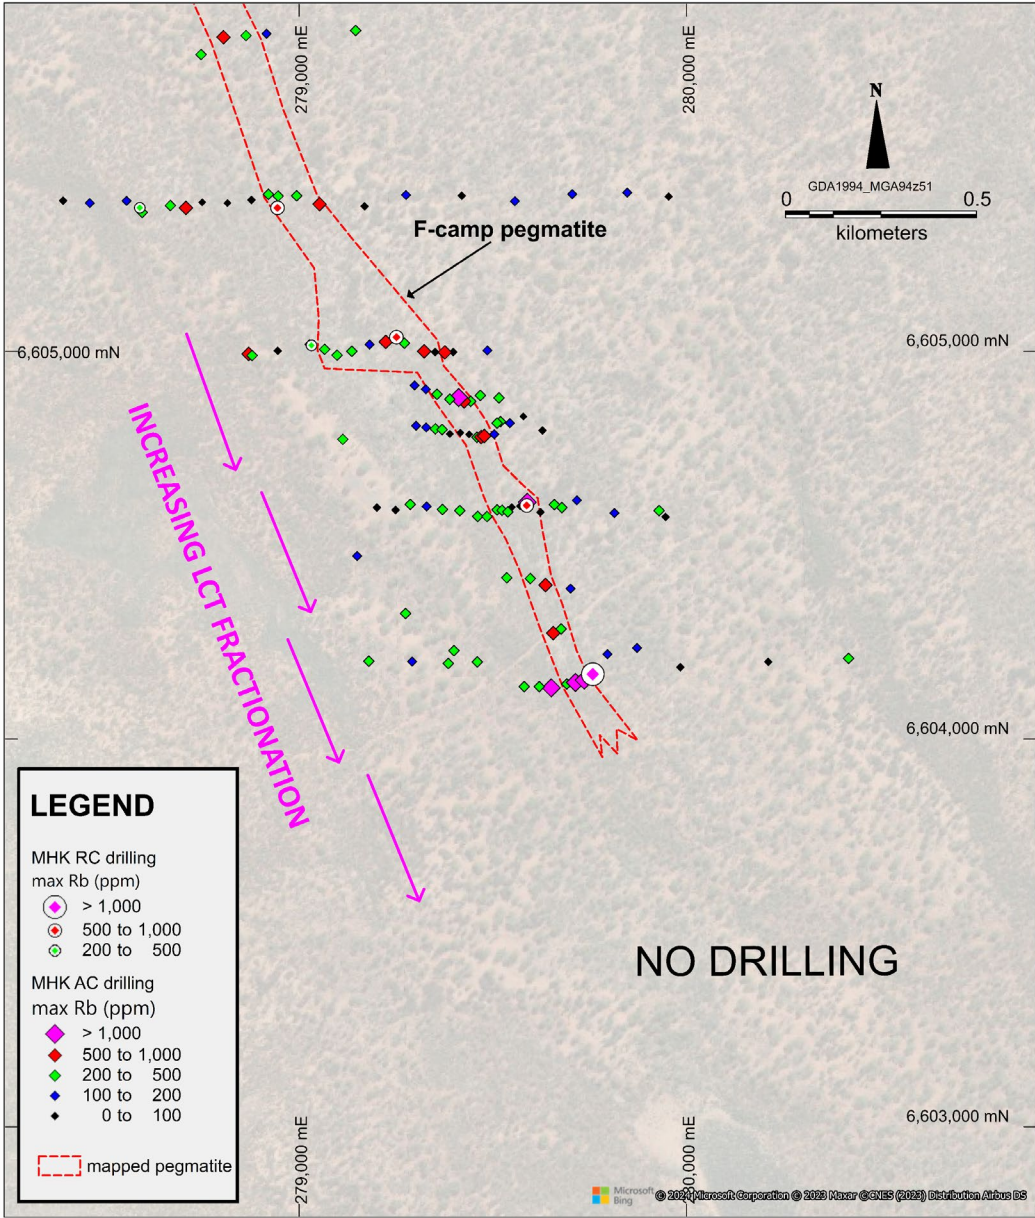 279,000 mE
280,000 mE
N
GDA1994_MGA94z51
0 0.5
kilometers
F-camp pegmatite
6,605,000 mN
6,605,000 mN
INCREASING LCT FRACTIONATION
6,604,000 mN
LEGEND
MHK RC drilling
max Rb (ppm)
> 1,000
500 to 1,000
200 to 500
MHK AC drilling
max Rb (ppm)
> 1,000
500 to 1,000
200 to 500
100 to 200
0 to 100
mapped pegmatite
NO DRILLING
6,603,000 mN
279,000 mE
280,000 mE
Microsoft
Bing
© 2024 Microsoft Corporation © 2023 Maxar ©CNES (2023) Distribution Airbus DS